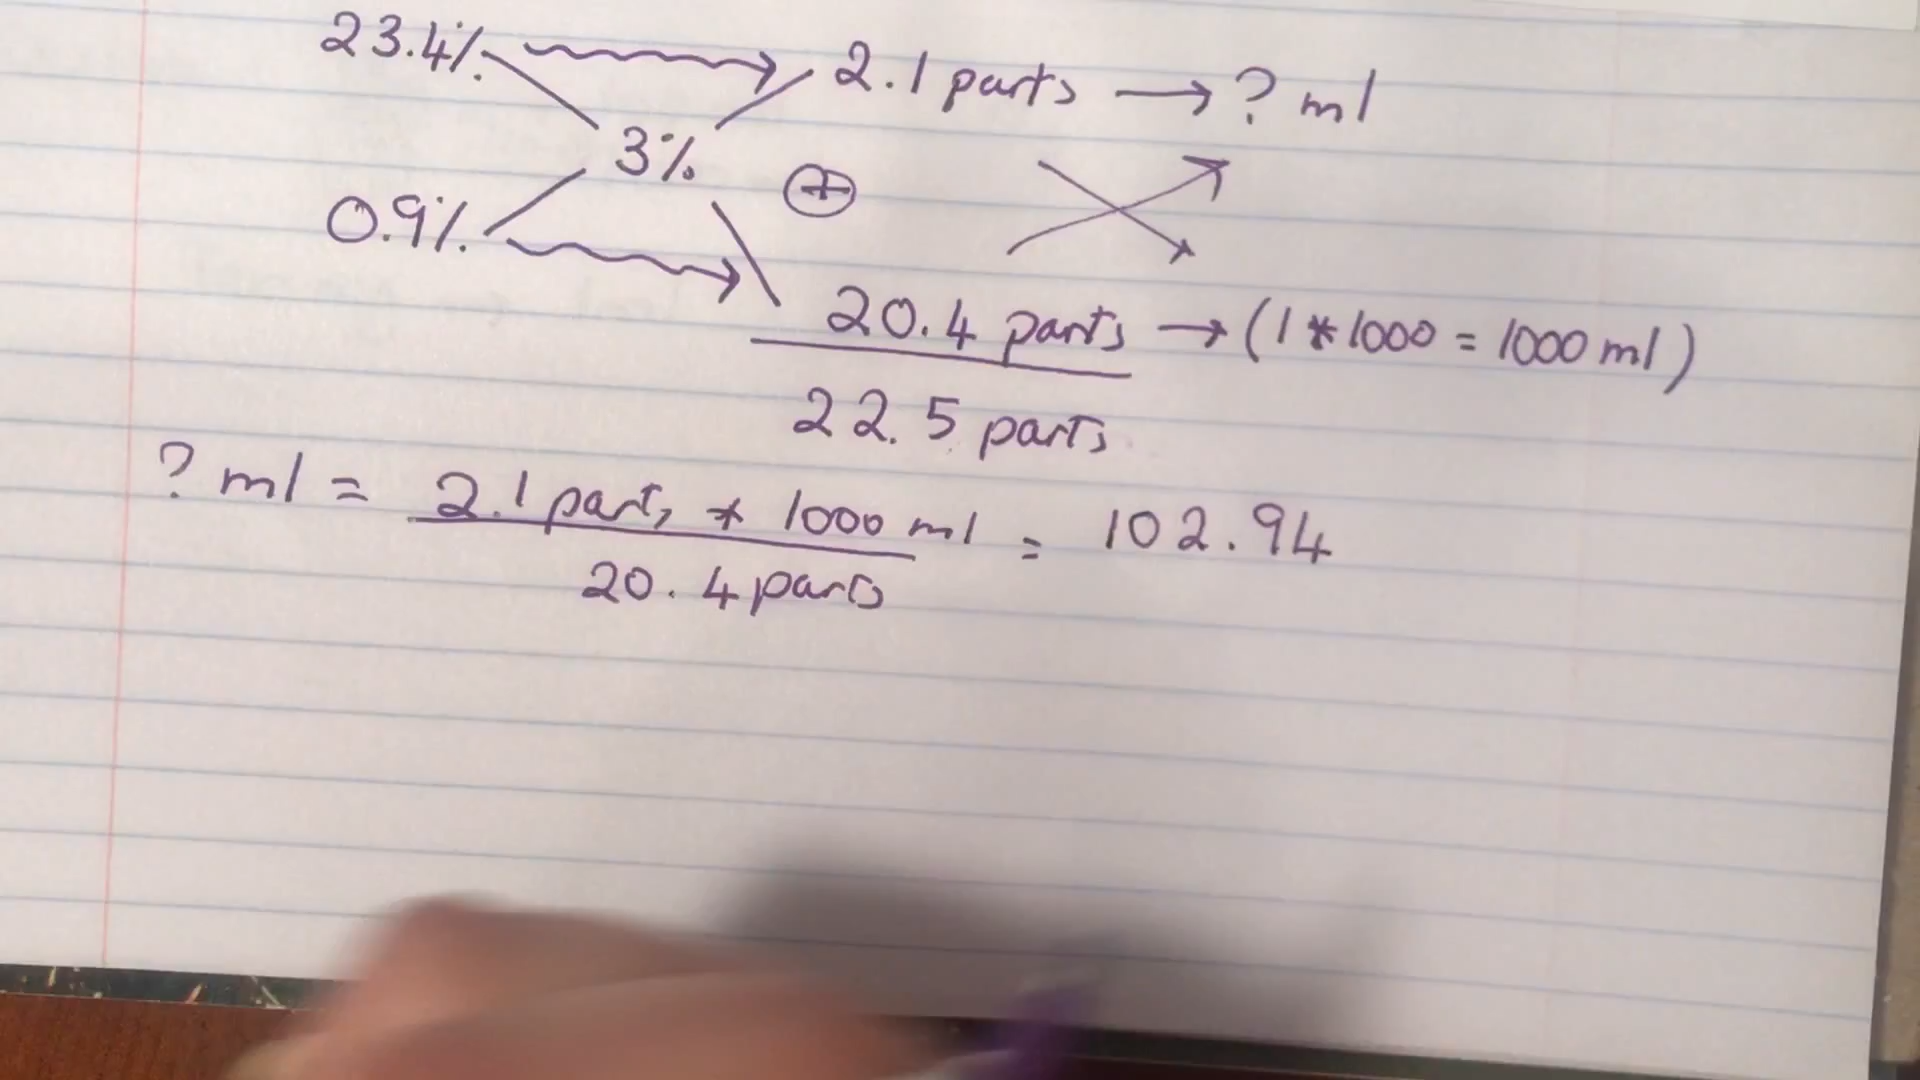 23.4% 2.1 parts → ? ml
3%
0.9% +
20.4 parts → (1 * 1000 = 1000 ml)
22.5 parts
? ml = 2.1 parts * 1000 ml = 102.94
20.4 parts